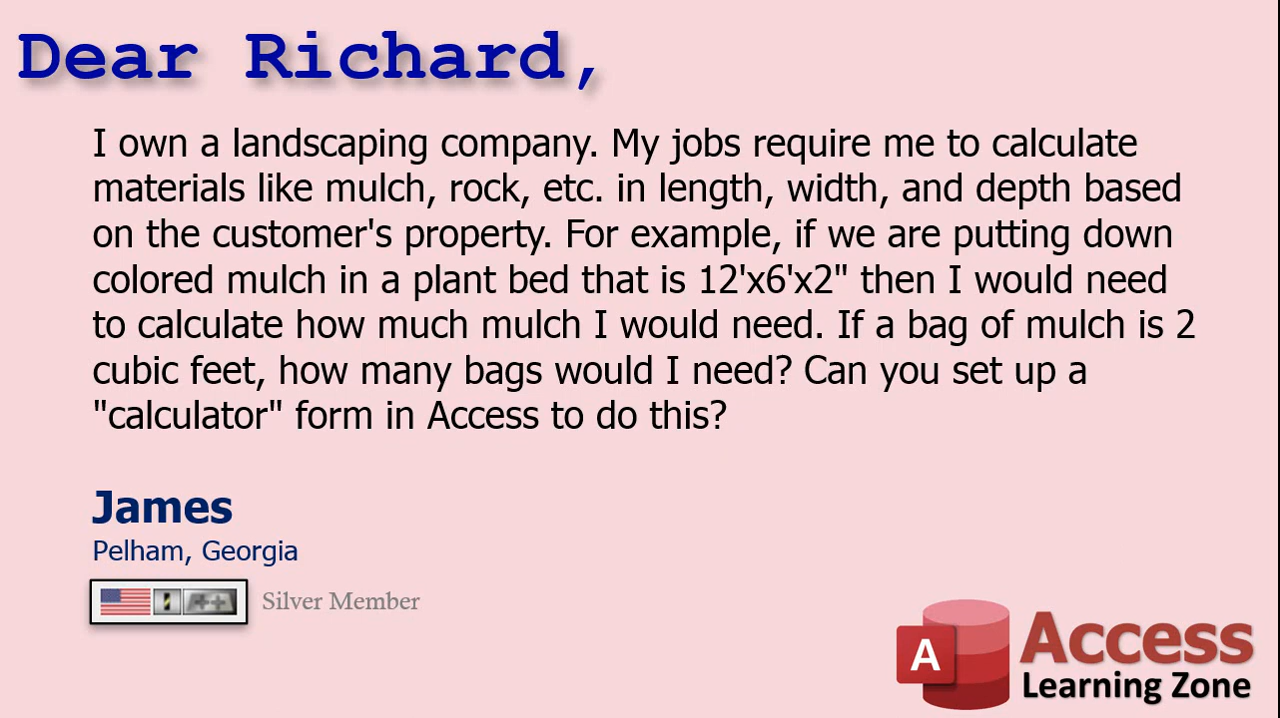 Dear Richard,
I own a landscaping company. My jobs require me to calculate
materials like mulch, rock, etc. in length, width, and depth based
on the customer's property. For example, if we are putting down
colored mulch in a plant bed that is 12'x6'x2" then I would need
to calculate how much mulch I would need. If a bag of mulch is 2
cubic feet, how many bags would I need? Can you set up a
"calculator" form in Access to do this?
James
Pelham, Georgia
Silver Member
A
Access
Learning Zone